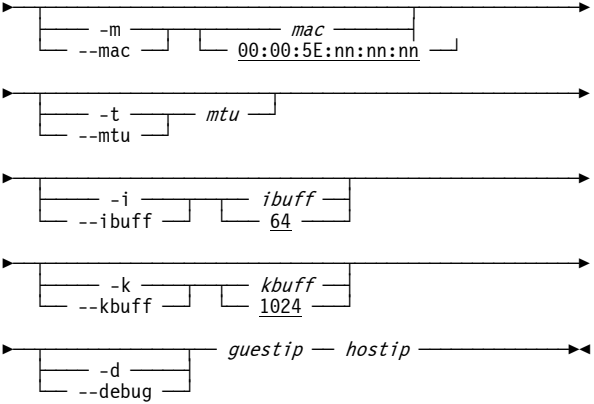 -m mac
--mac 00:00:5E:nn:nn:nn
-t mtu
--mtu
-i ibuff
--ibuff 64
-k kbuff
--kbuff 1024
guestip hostip
-d
--debug